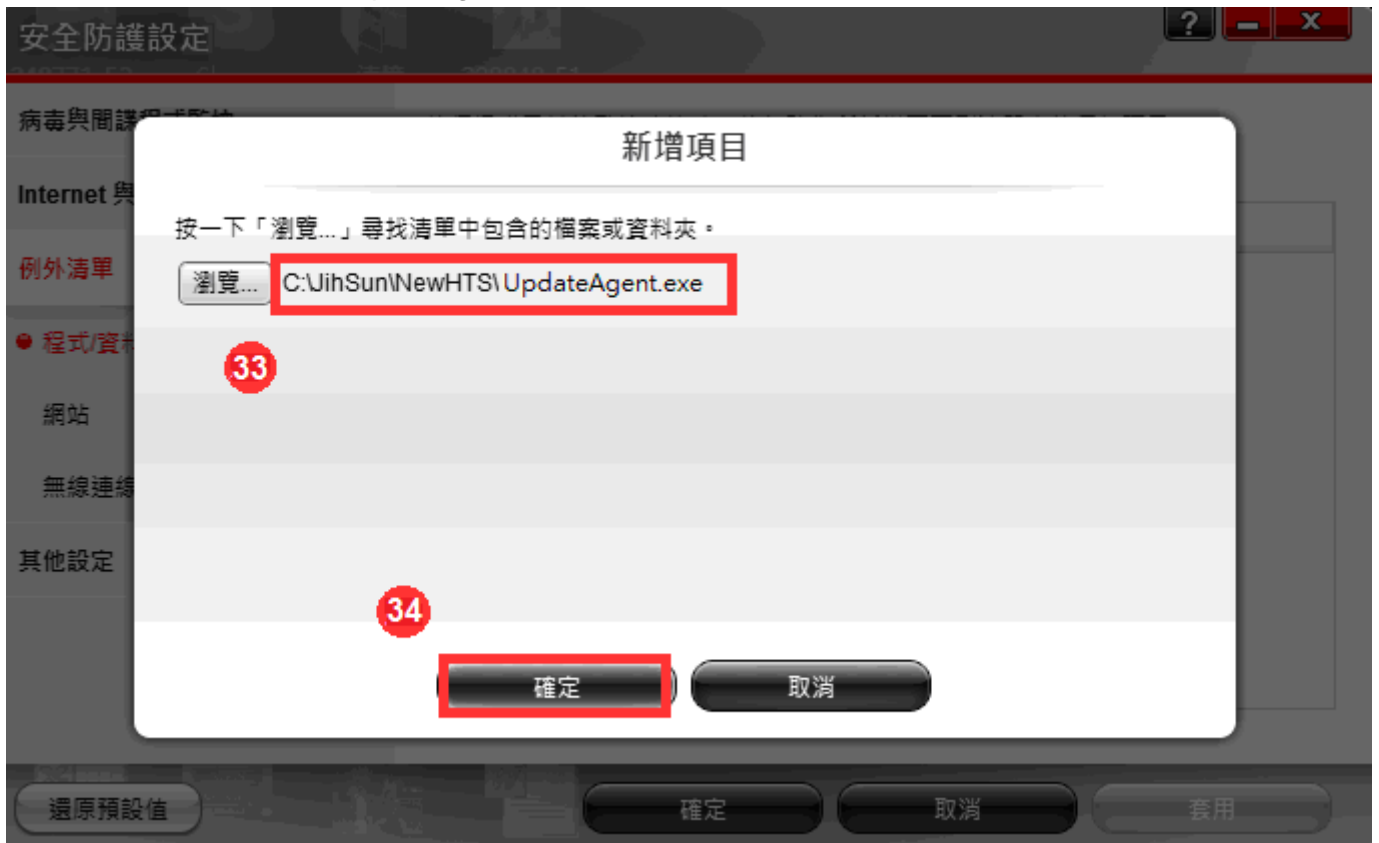 安全防護設定
? – X
病毒與間諜
Internet 與
例外清單
程式/資料
網站
無線連線
其他設定
新增項目
按一下「瀏覽...」尋找清單中包含的檔案或資料夾。
瀏覽... C:\JihSun\NewHTS\UpdateAgent.exe
33
34
確定 取消
還原預設值 確定 取消 套用